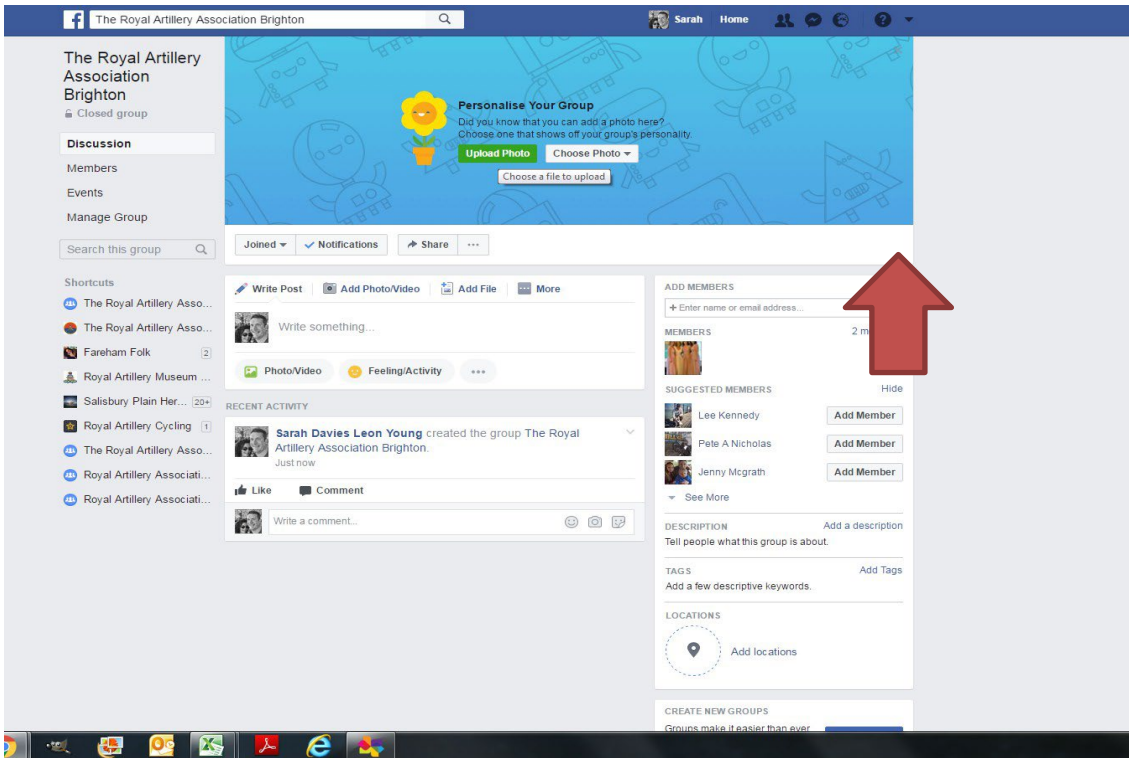 The Royal Artillery Association Brighton
Sarah Home
The Royal Artillery
Association
Brighton
Closed group
Discussion
Members
Events
Manage Group
Search this group
Shortcuts
The Royal Artillery Asso...
The Royal Artillery Asso...
Fareham Folk 2
Royal Artillery Museum ...
Salisbury Plain Her... 20+
Royal Artillery Cycling 1
The Royal Artillery Asso...
Royal Artillery Associati...
Royal Artillery Associati...
Personalise Your Group
Did you know that you can add a photo here?
Choose one that shows off your group's personality.
Upload Photo Choose Photo
Choose a file to upload
Joined Notifications Share ...
Write Post Add Photo/Video Add File More
Write something...
Photo/Video Feeling/Activity ...
RECENT ACTIVITY
Sarah Davies Leon Young created the group The Royal
Artillery Association Brighton.
Just now
Like Comment
Write a comment...
ADD MEMBERS
+ Enter name or email address...
MEMBERS 2
SUGGESTED MEMBERS Hide
Lee Kennedy Add Member
Pete A Nicholas Add Member
Jenny Mcgrath Add Member
See More
DESCRIPTION Add a description
Tell people what this group is about.
TAGS Add Tags
Add a few descriptive keywords.
LOCATIONS
Add locations
CREATE NEW GROUPS
Groups make it easier than ever